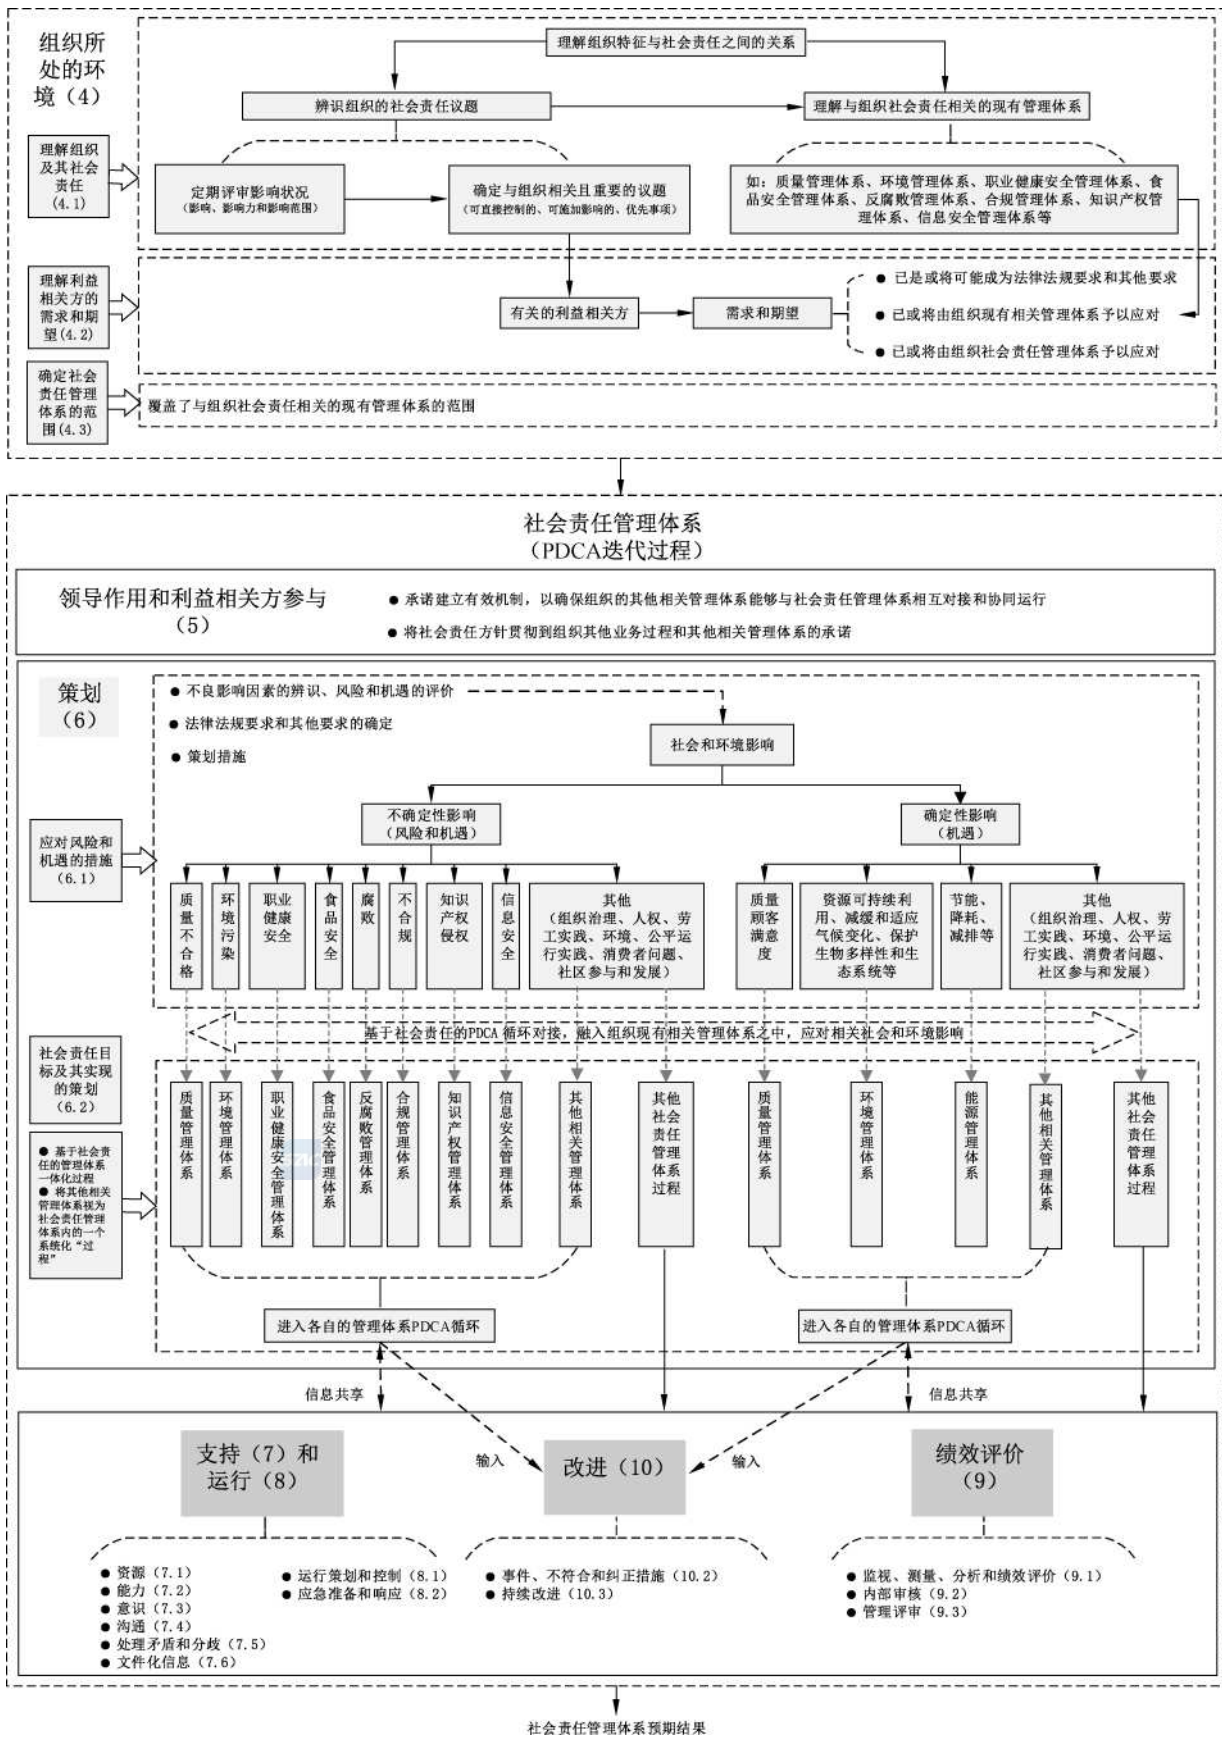 组织所
处的环
境（4）
理解组织特征与社会责任之间的关系
辨识组织的社会责任议题
理解与组织社会责任相关的现有管理体系
理解组织
及其社会
责任
(4.1)
定期评审影响状况
（影响、影响力和影响范围）
确定与组织相关且重要的议题
（可直接控制的、可施加影响的、优先事项）
如：质量管理体系、环境管理体系、职业健康安全管理体系、食
品安全管理体系、反腐败管理体系、合规管理体系、知识产权管
理体系、信息安全管理体系等
理解利益
相关方的
需求和期
望(4.2)
有关的利益相关方
需求和期望
● 已是或将可能成为法律法规要求和其他要求
● 已或将由组织现有相关管理体系予以应对
● 已或将由组织社会责任管理体系予以应对
确定社会
责任管理
体系的范
围(4.3)
覆盖了与组织社会责任相关的现有管理体系的范围
社会责任管理体系
（PDCA迭代过程）
领导作用和利益相关方参与
（5）
● 承诺建立有效机制，以确保组织的其他相关管理体系能够与社会责任管理体系相互对接和协同运行
● 将社会责任方针贯彻到组织其他业务过程和其他相关管理体系的承诺
策划
（6）
● 不良影响因素的辨识、风险和机遇的评价
● 法律法规要求和其他要求的确定
● 策划措施
社会和环境影响
不确定性影响
（风险和机遇）
确定性影响
（机遇）
应对风险和
机遇的措施
(6.1)
质量不合格
环境污染
职业
健康
安全
食品安全
腐败
不合规
知识
产权
侵权
信息安全
其他
（组织治理、人权、劳
工实践、环境、公平运
行实践、消费者问题、
社区参与和发展）
质量
顾客
满意
度
资源可持续利
用、减缓和适应
气候变化、保护
生物多样性和生
态系统等
节能、
降耗、
减排等
其他
（组织治理、人权、劳
工实践、环境、公平运
行实践、消费者问题、
社区参与和发展）
基于社会责任的PDCA 循环对接，融入组织现有相关管理体系之中，应对相关社会和环境影响
社会责任目
标及其实现
的策划
(6.2)
● 基于社会责
任的管理体系
一体化过程
● 将其他相关
管理体系视为
社会责任管理
体系内的一个
系统化“过
程”
质量管理体系
环境管理体系
职业健康安全管理体系
食品安全管理体系
反腐败管理体系
合规管理体系
知识产权管理体系
信息安全管理体系
其他相关管理体系
其他
社会
责任
管理
体系
过程
质量管理体系
环境管理体系
能源管理体系
其他相关管理体系
其他
社会
责任
管理
体系
过程
进入各自的管理体系PDCA循环
进入各自的管理体系PDCA循环
信息共享
信息共享
支持（7）和
运行（8）
输入
改进（10）
输入
绩效评价
（9）
● 资源（7.1）
● 能力（7.2）
● 意识（7.3）
● 沟通（7.4）
● 处理矛盾和分歧（7.5）
● 文件化信息（7.6）
● 运行策划和控制（8.1）
● 应急准备和响应（8.2）
● 事件、不符合和纠正措施（10.2）
● 持续改进（10.3）
● 监视、测量、分析和绩效评价（9.1）
● 内部审核（9.2）
● 管理评审（9.3）
社会责任管理体系预期结果